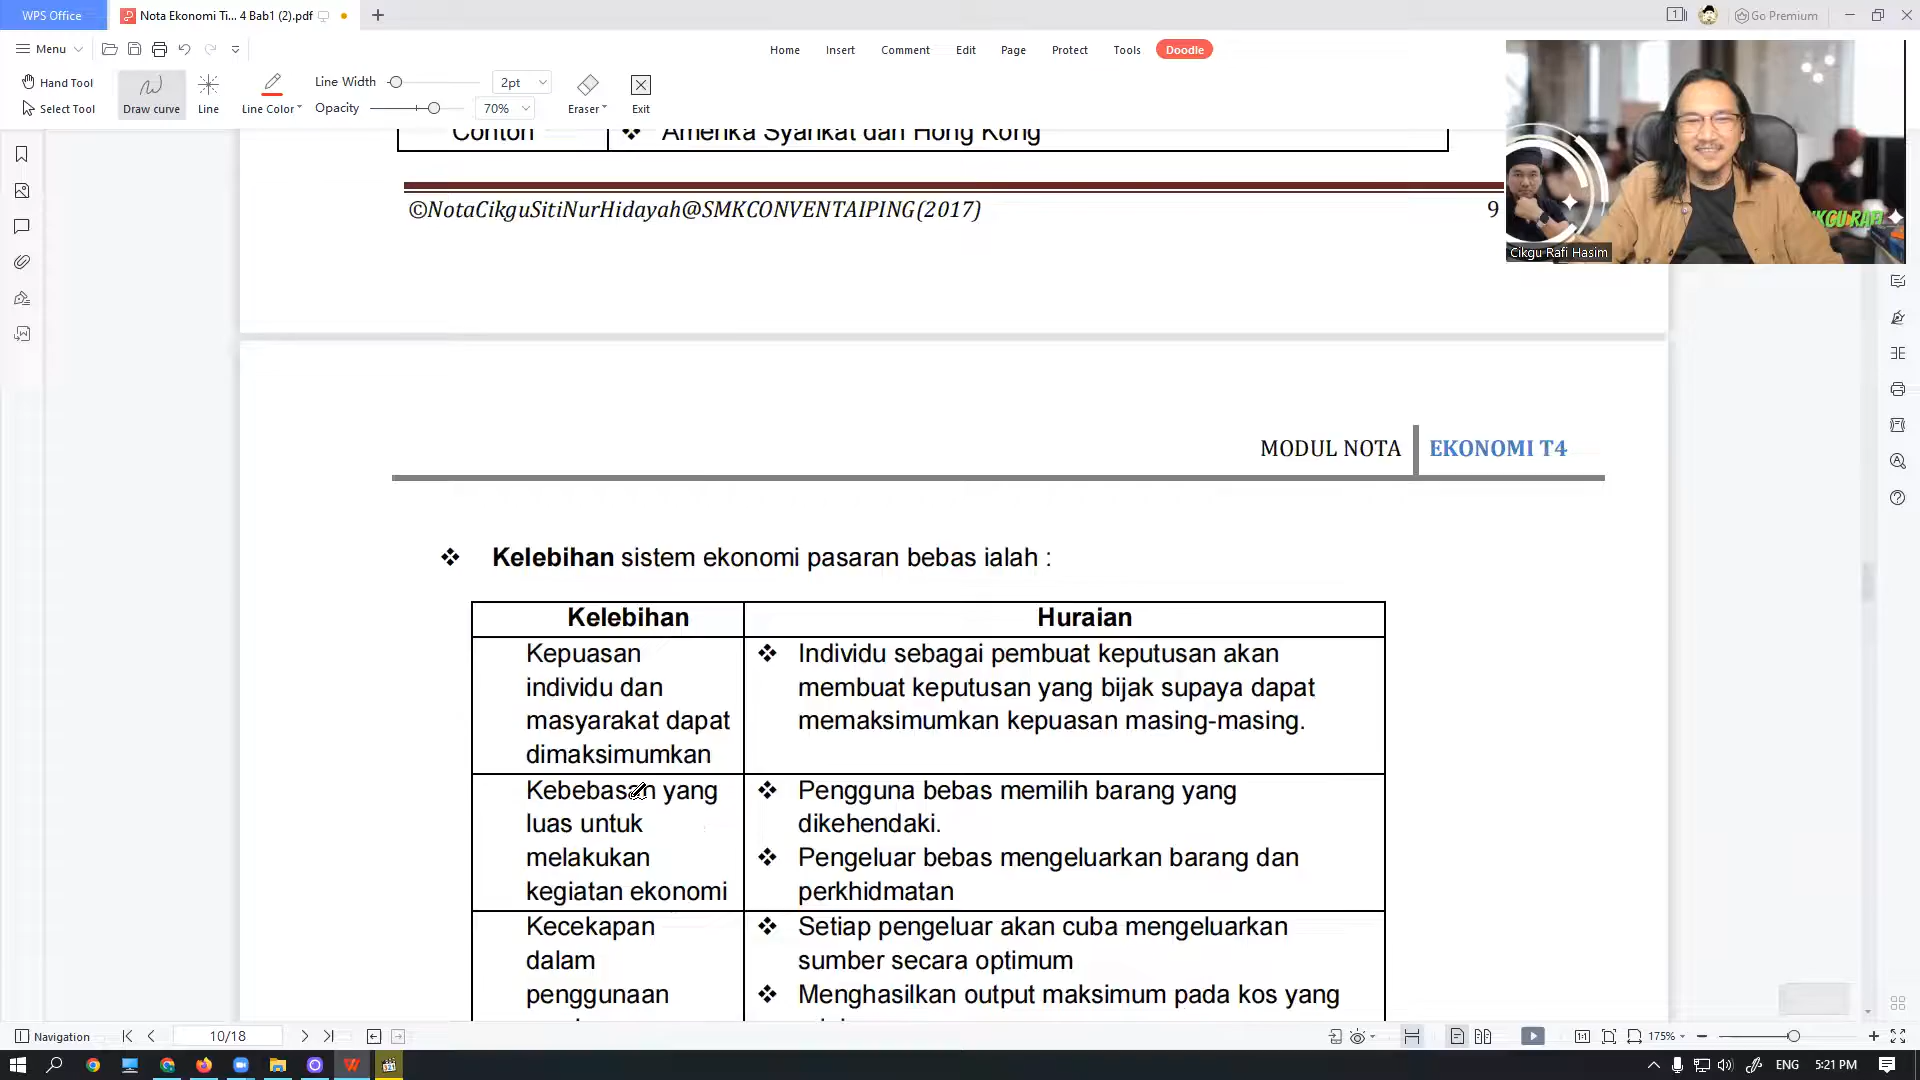 WPS Office
Nota Ekonomi Ti... 4 Bab1 (2).pdf
1
Go Premium
Menu
Home Insert Comment Edit Page Protect Tools Doodle
Hand Tool
Select Tool
Draw curve
Line
Line Color
Line Width 2pt
Opacity 70%
Eraser
Exit
Contoh
Amerika Syarikat dan Hong Kong
©NotaCikguSitiNurHidayah@SMKCONVENTAIPING(2017)
9
KGU RAFI
Cikgu Rafi Hasim
MODUL NOTA EKONOMI T4
❖ Kelebihan sistem ekonomi pasaran bebas ialah :
Kelebihan
Huraian
Kepuasan
individu dan
masyarakat dapat
dimaksimumkan
❖ Individu sebagai pembuat keputusan akan
membuat keputusan yang bijak supaya dapat
memaksimumkan kepuasan masing-masing.
Kebebasan yang
luas untuk
melakukan
kegiatan ekonomi
❖ Pengguna bebas memilih barang yang
dikehendaki.
❖ Pengeluar bebas mengeluarkan barang dan
perkhidmatan
Kecekapan
dalam
penggunaan
❖ Setiap pengeluar akan cuba mengeluarkan
sumber secara optimum
❖ Menghasilkan output maksimum pada kos yang
Navigation
10/18
175%
ENG
5:21 PM